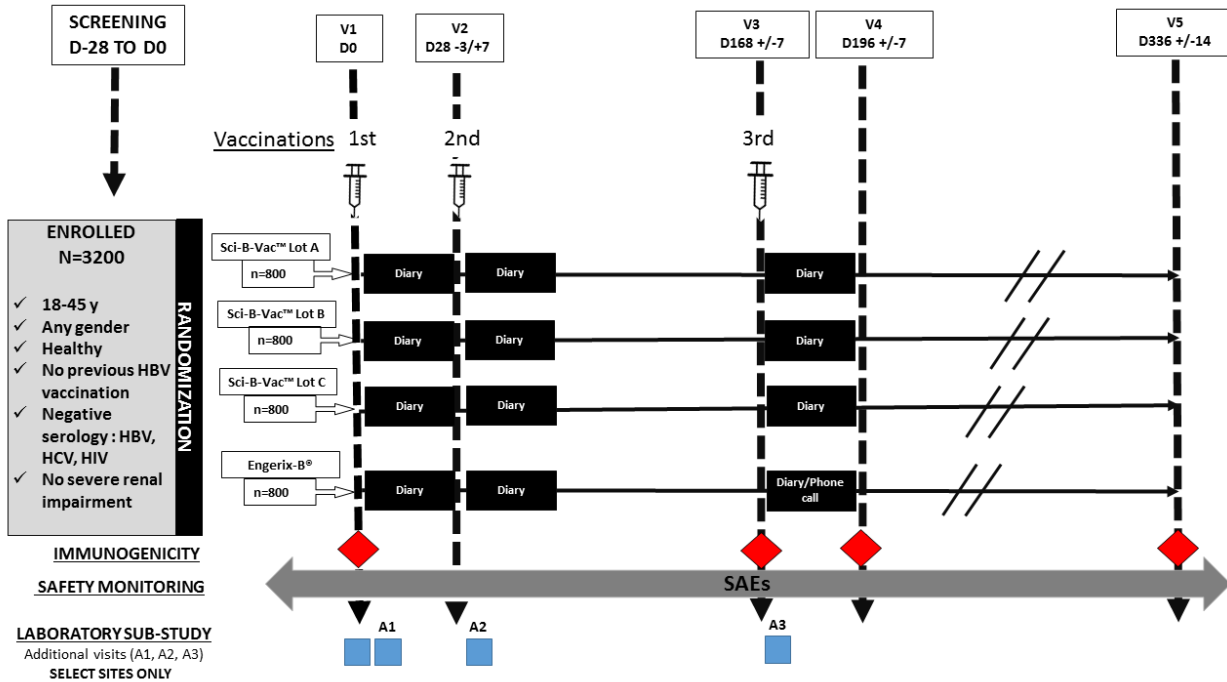 SCREENING
D-28 TO D0
V1
D0
V2
D28 -3/+7
V3
D168 +/-7
V4
D196 +/-7
V5
D336 +/-14
Vaccinations 1st 2nd 3rd
ENROLLED
N=3200
✓ 18-45 y
✓ Any gender
✓ Healthy
✓ No previous HBV
vaccination
✓ Negative
serology : HBV,
HCV, HIV
✓ No severe renal
impairment
RANDOMIZATION
Sci-B-Vac™ Lot A
n=800
Diary Diary Diary
Sci-B-Vac™ Lot B
n=800
Diary Diary Diary
Sci-B-Vac™ Lot C
n=800
Diary Diary Diary
Engerix-B®
n=800
Diary Diary Diary/Phone
call
IMMUNOGENICITY
SAFETY MONITORING
SAEs
LABORATORY SUB-STUDY
Additional visits (A1, A2, A3)
SELECT SITES ONLY
A1 A2 A3